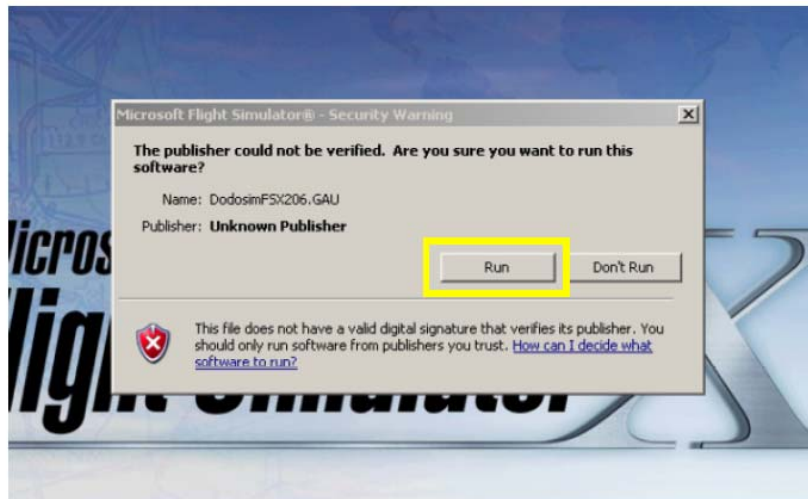 Microsoft Flight Simulator® - Security Warning
The publisher could not be verified. Are you sure you want to run this
software?
Name: DodosimFSX206.GAU
Publisher: Unknown Publisher
Run
Don't Run
This file does not have a valid digital signature that verifies its publisher. You
should only run software from publishers you trust. How can I decide what
software to run?